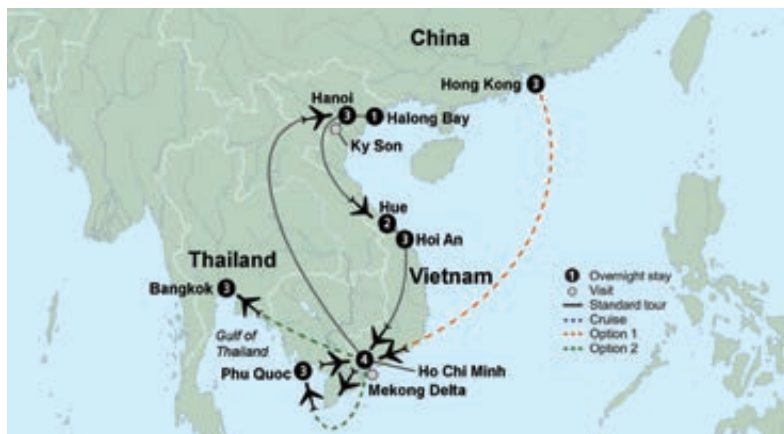 China
Hong Kong 3
Hanoi
3 1 Halong Bay
Ky Son
Hue
2
3 Hoi An
Thailand
Vietnam
Bangkok 3
Gulf of
Thailand
4
Ho Chi Minh
Phu Quoc 3
Mekong Delta
1 Overnight stay
Visit
Standard tour
Cruise
Option 1
Option 2